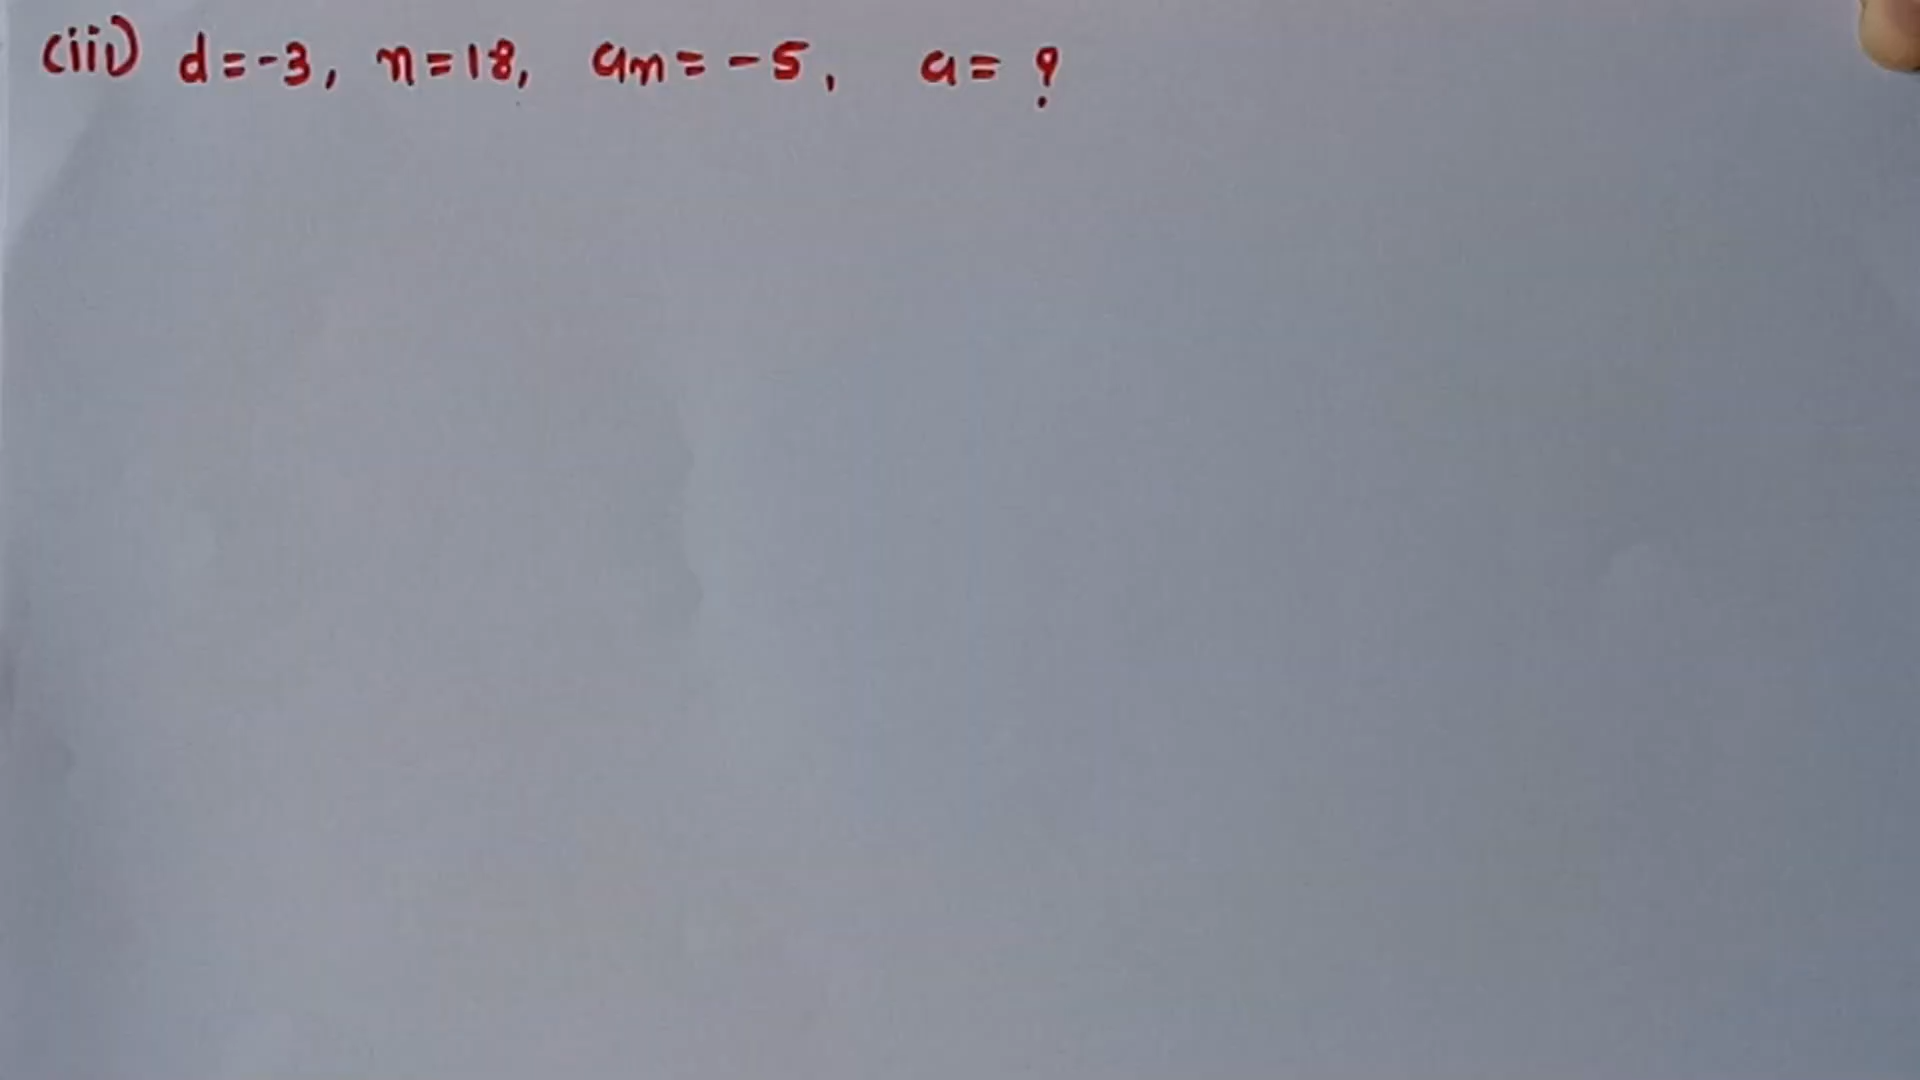 (iii) d=-3, n=18, an= -5, a= ?